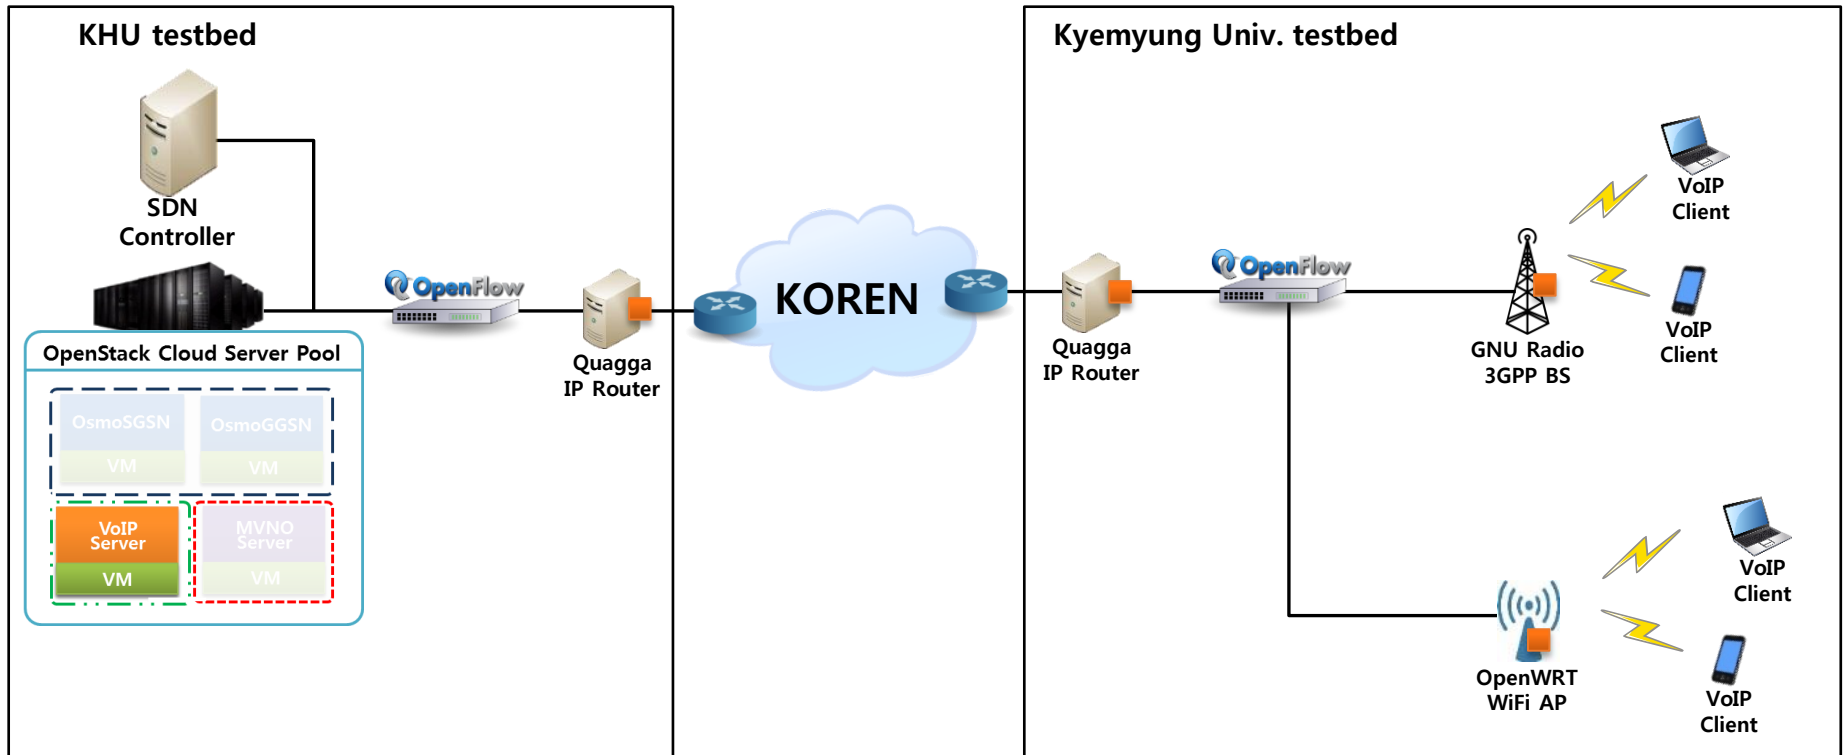 KHU testbed
SDN
Controller
OpenFlow
Quagga
IP Router
OpenStack Cloud Server Pool
OsmoSGSN
VM
OsmoGGSN
VM
VoIP
Server
VM
MVNO
Server
VM
KOREN
Kyemyung Univ. testbed
Quagga
IP Router
OpenFlow
GNU Radio
3GPP BS
VoIP
Client
VoIP
Client
OpenWRT
WiFi AP
VoIP
Client
VoIP
Client